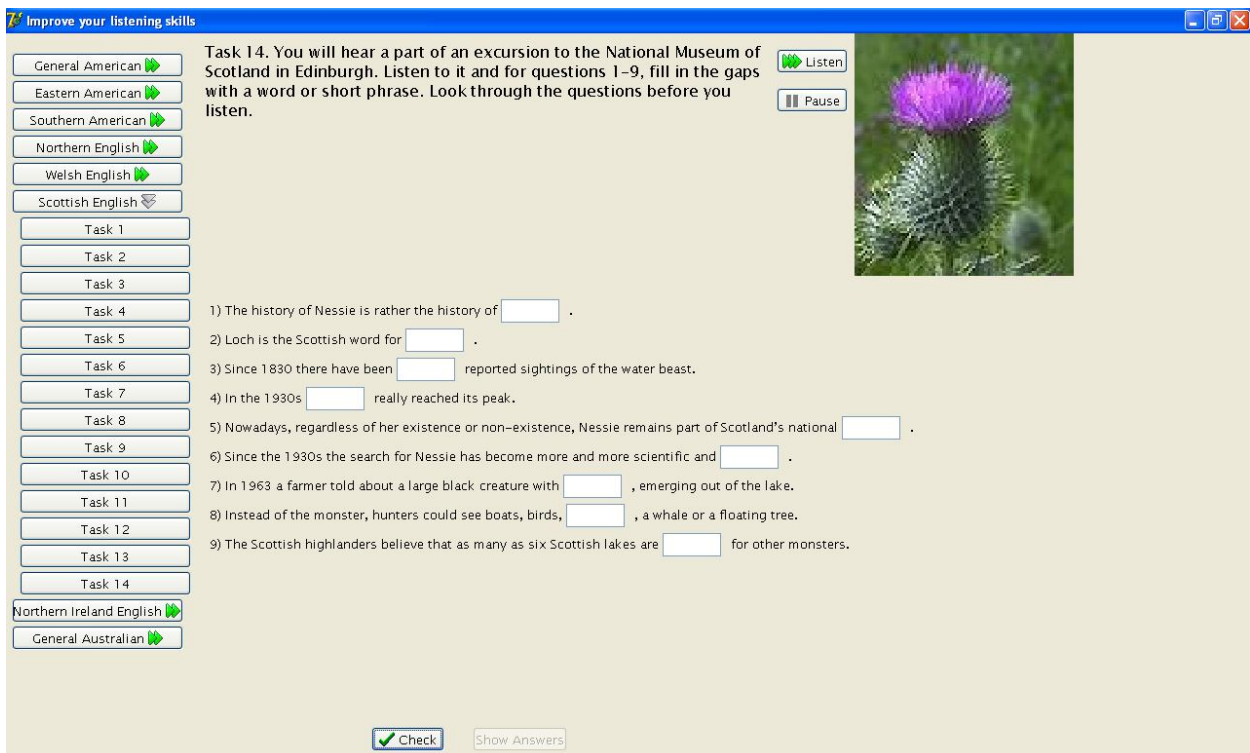 Improve your listening skills
General American
Eastern American
Southern American
Northern English
Welsh English
Scottish English
Task 1
Task 2
Task 3
Task 4
Task 5
Task 6
Task 7
Task 8
Task 9
Task 10
Task 11
Task 12
Task 13
Task 14
Northern Ireland English
General Australian
Task 14. You will hear a part of an excursion to the National Museum of
Scotland in Edinburgh. Listen to it and for questions 1-9, fill in the gaps
with a word or short phrase. Look through the questions before you
listen.
Listen
Pause
1) The history of Nessie is rather the history of .
2) Loch is the Scottish word for .
3) Since 1830 there have been reported sightings of the water beast.
4) In the 1930s really reached its peak.
5) Nowadays, regardless of her existence or non-existence, Nessie remains part of Scotland's national .
6) Since the 1930s the search for Nessie has become more and more scientific and .
7) In 1963 a farmer told about a large black creature with , emerging out of the lake.
8) Instead of the monster, hunters could see boats, birds, , a whale or a floating tree.
9) The Scottish highlanders believe that as many as six Scottish lakes are for other monsters.
Check
Show Answers